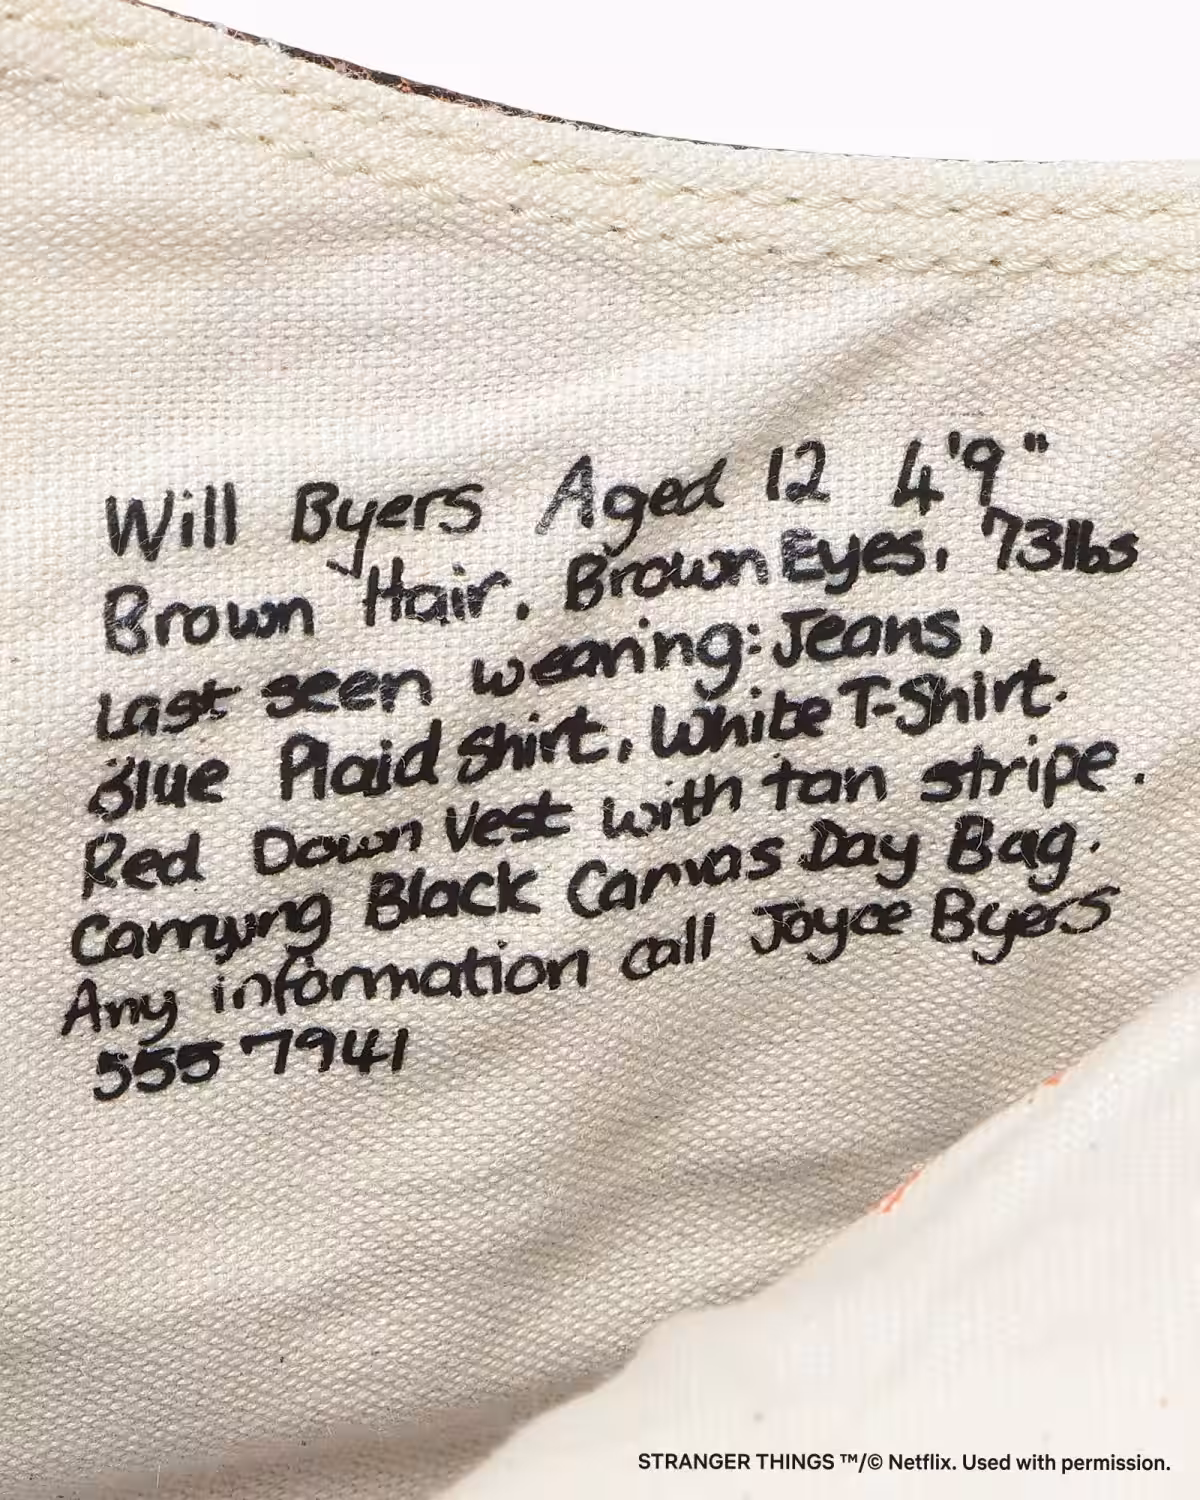 Will Byers Aged 12 4'9"
Brown Hair. Brown Eyes, 73lbs
Last seen wearing: Jeans,
Blue Plaid Shirt, White T-Shirt.
Red Down Vest with tan stripe.
Carrying Black Canvas Day Bag.
Any information call Joyce Byers
555 7941
STRANGER THINGS ™/© Netflix. Used with permission.